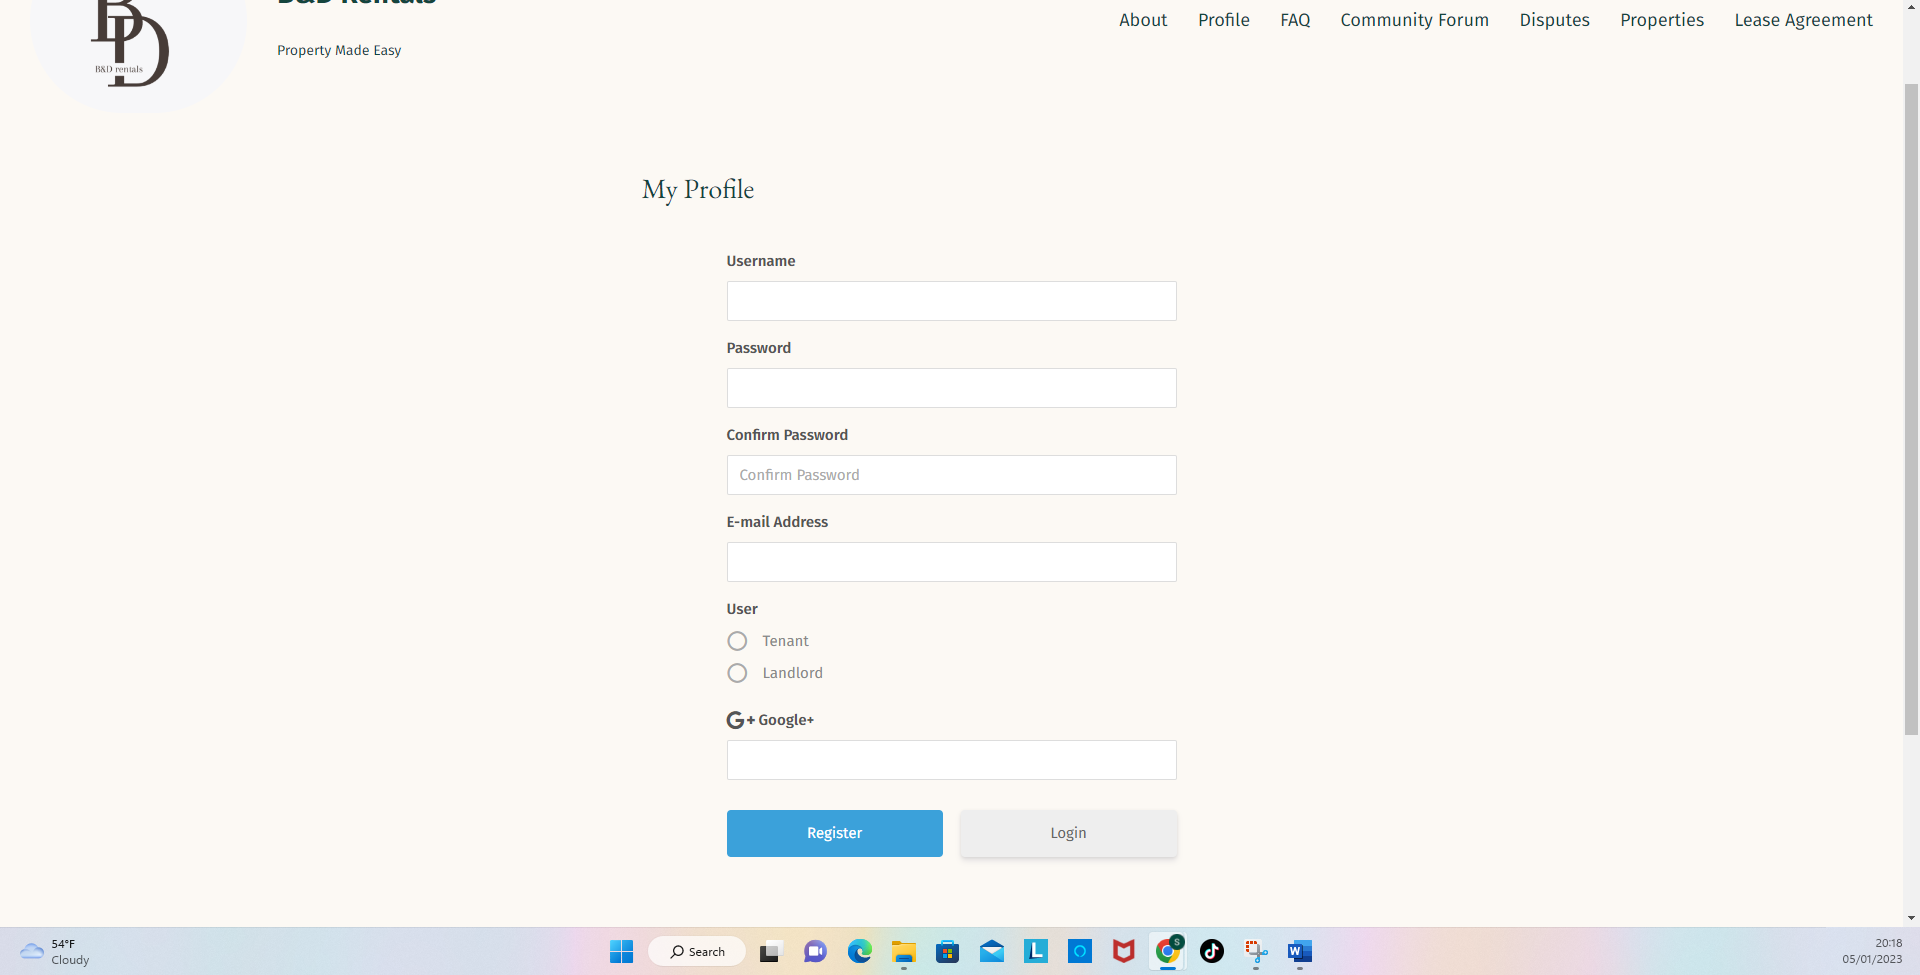 B&D Rentals
Property Made Easy
B&D rentals
About Profile FAQ Community Forum Disputes Properties Lease Agreement
My Profile
Username
Password
Confirm Password
Confirm Password
E-mail Address
User
Tenant
Landlord
G+ Google+
Register Login
54°F
Cloudy
Search
S
L
W
20:18
05/01/2023